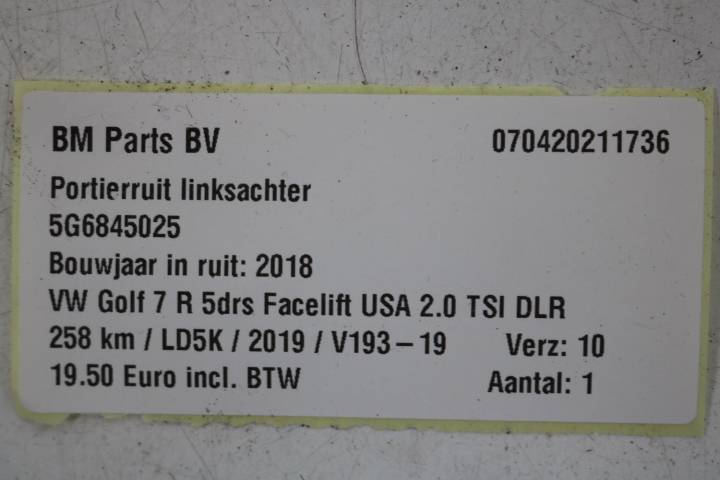 BM Parts BV 070420211736
Portierruit linksachter
5G6845025
Bouwjaar in ruit: 2018
VW Golf 7 R 5drs Facelift USA 2.0 TSI DLR
258 km / LD5K / 2019 / V193-19 Verz: 10
19.50 Euro incl. BTW Aantal: 1